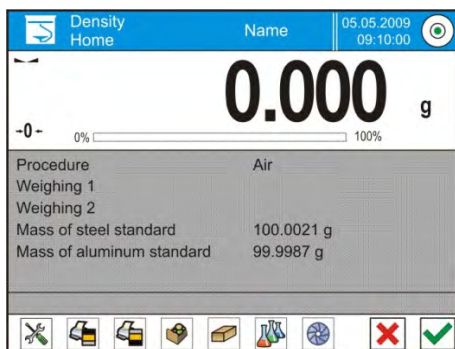 Density
Home
Name
05.05.2009
09:10:00
0.000 g
→0←
0% 100%
Procedure Air
Weighing 1
Weighing 2
Mass of steel standard 100.0021 g
Mass of aluminum standard 99.9987 g